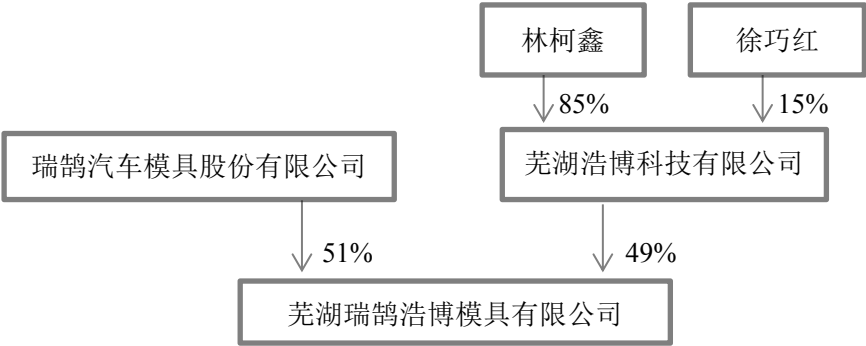 林柯鑫
徐巧红
85%
15%
瑞鹄汽车模具股份有限公司
芜湖浩博科技有限公司
51%
49%
芜湖瑞鹄浩博模具有限公司